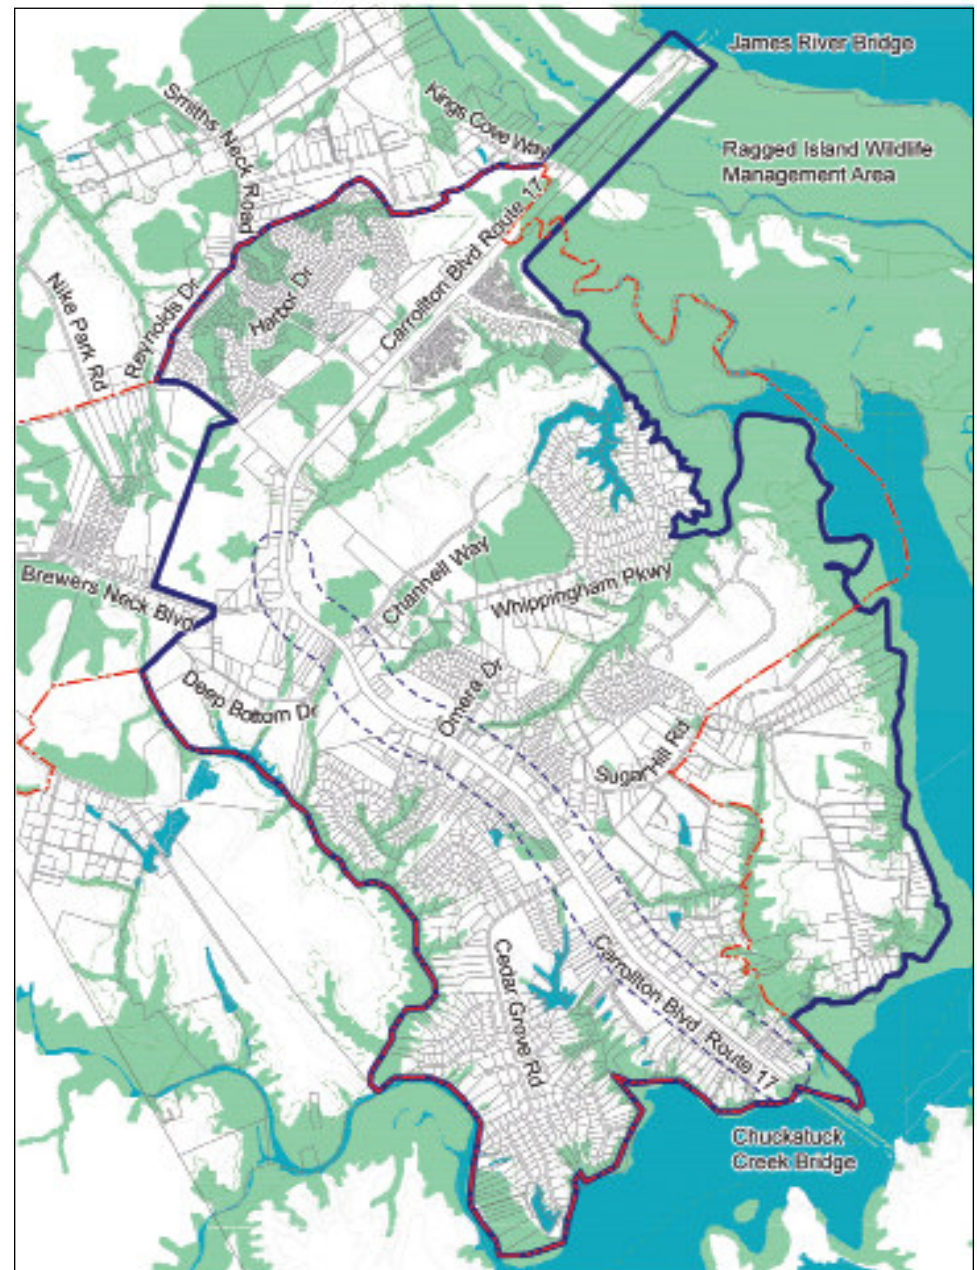 James River Bridge
Kings Cove Way
Smiths Neck Road
Ragged Island Wildlife
Management Area
Carrollton Blvd Route 17
Harbor Dr
Reynolds Dr
Nike Park Rd
Channell Way
Whippingham Pkwy
Brewers Neck Blvd
Deep Bottom Dr
Omera Dr
Sugar Hill Rd
Cedar Grove Rd
Carrollton Blvd Route 17
Chuckatuck
Creek Bridge